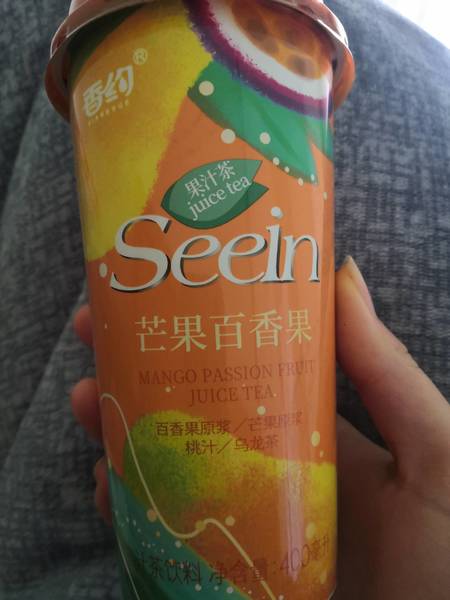 香约®
果汁茶
juice tea
Seein
芒果百香果
MANGO PASSION FRUIT
JUICE TEA
百香果原浆／芒果原浆
桃汁／乌龙茶
汁茶饮料 净含量:400毫升